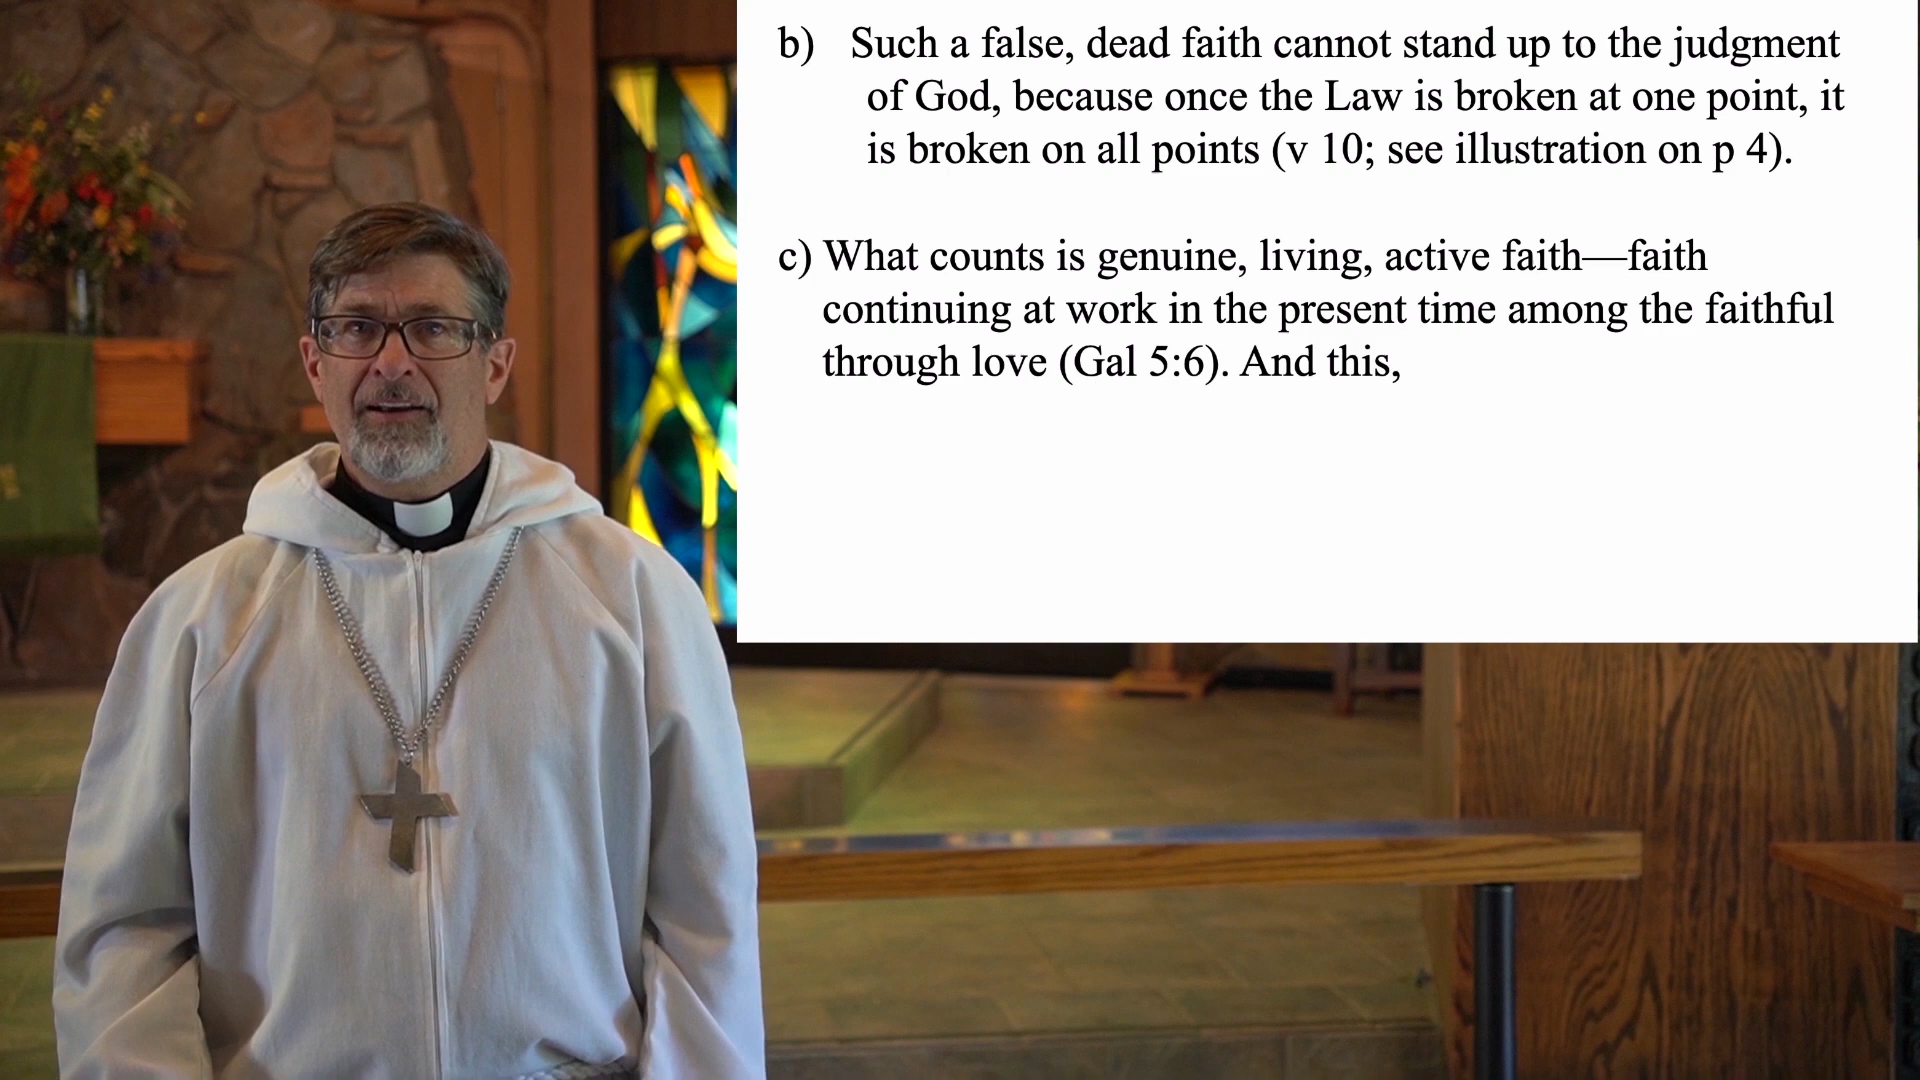 b) Such a false, dead faith cannot stand up to the judgment
of God, because once the Law is broken at one point, it
is broken on all points (v 10; see illustration on p 4).
c) What counts is genuine, living, active faith—faith
continuing at work in the present time among the faithful
through love (Gal 5:6). And this,